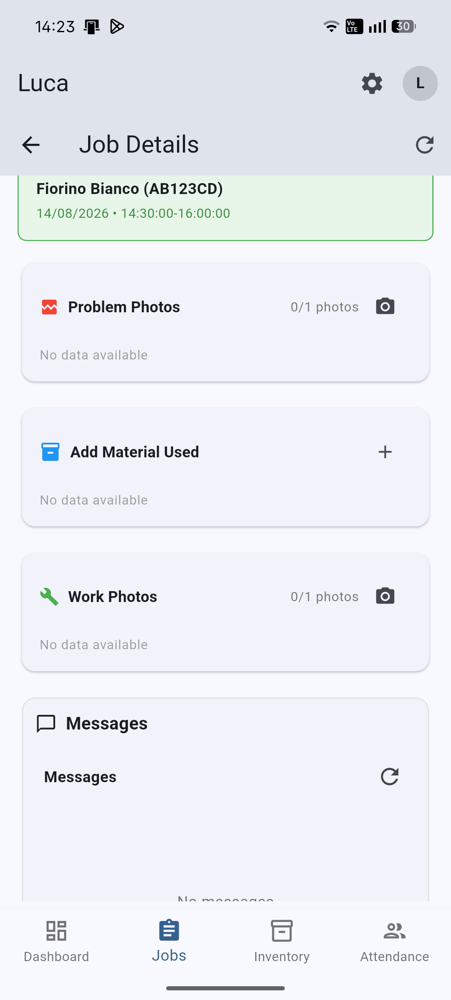 14:23
Vo LTE
30
Luca
L
Job Details
Fiorino Bianco (AB123CD)
14/08/2026 • 14:30:00-16:00:00
Problem Photos
0/1 photos
No data available
Add Material Used
No data available
Work Photos
0/1 photos
No data available
Messages
Messages
No messages
Dashboard
Jobs
Inventory
Attendance